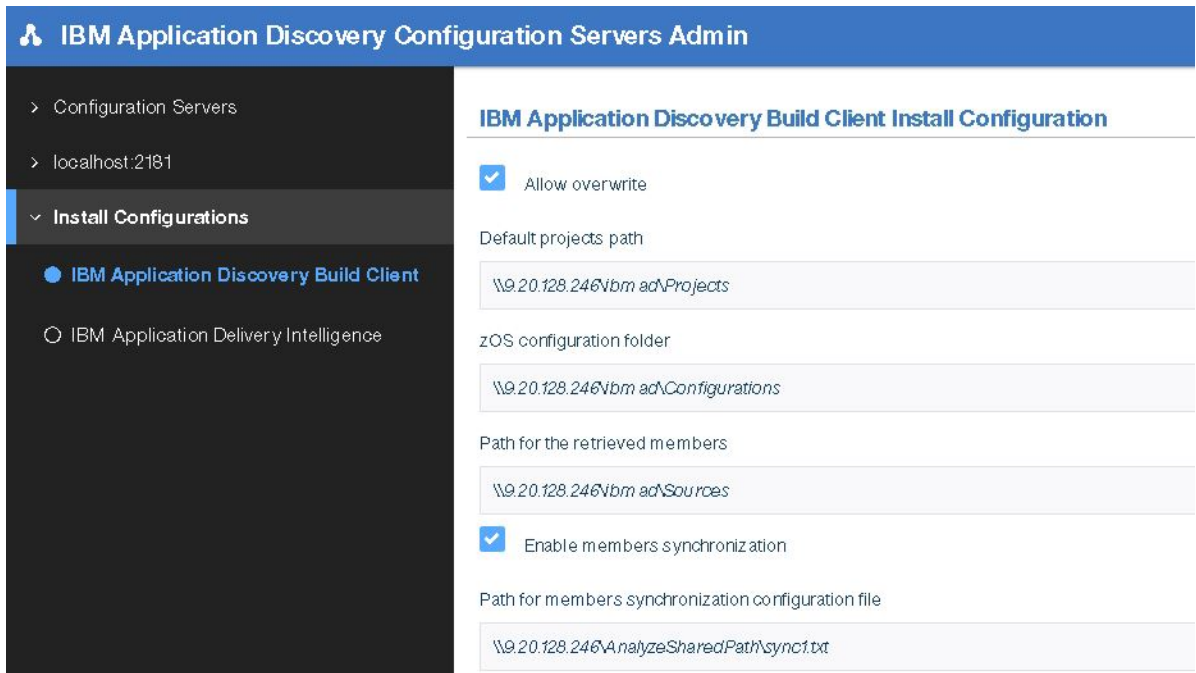 IBM Application Discovery Configuration Servers Admin
> Configuration Servers
> localhost:2181
Install Configurations
IBM Application Discovery Build Client
IBM Application Delivery Intelligence
IBM Application Discovery Build Client Install Configuration
Allow overwrite
Default projects path
\\9.20.128.246\ibm ad\Projects
zOS configuration folder
\\9.20.128.246\ibm ad\Configurations
Path for the retrieved members
\\9.20.128.246\ibm ad\Sources
Enable members synchronization
Path for members synchronization configuration file
\\9.20.128.246\AnalyzeSharedPath\sync1.txt